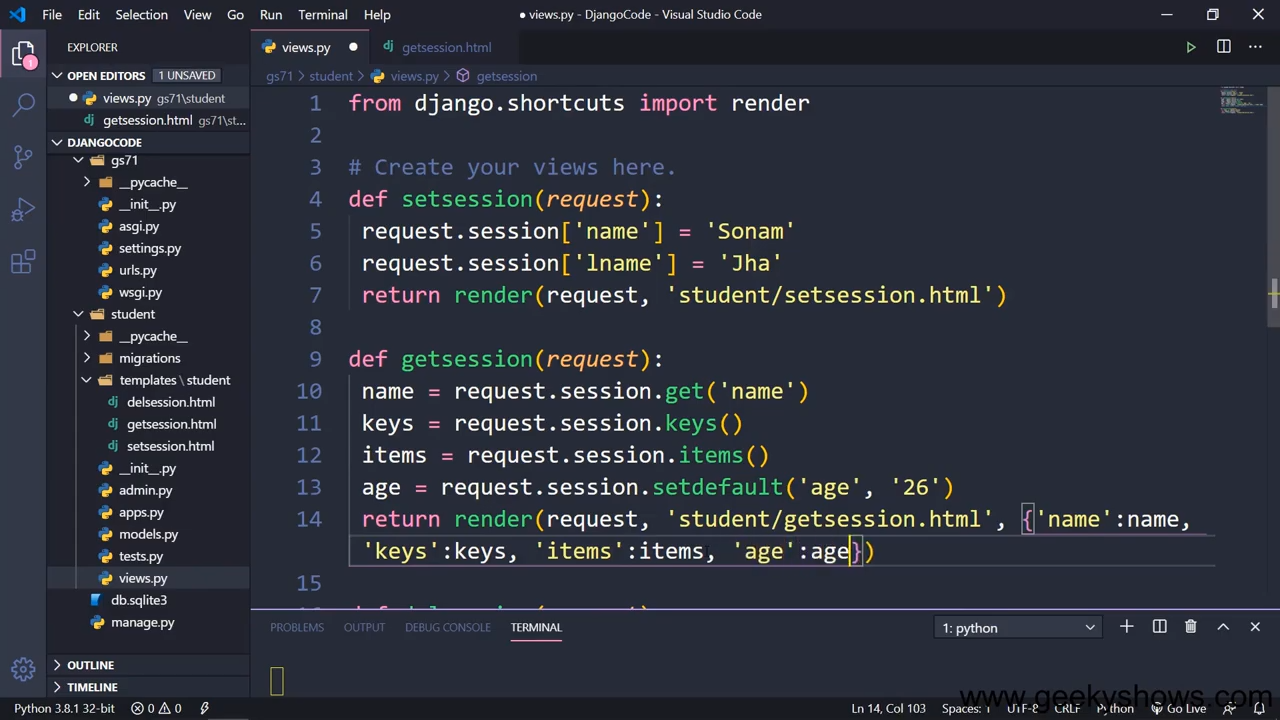 File Edit Selection View Go Run Terminal Help
● views.py - DjangoCode - Visual Studio Code
EXPLORER
views.py
getsession.html
OPEN EDITORS 1 UNSAVED
gs71 > student > views.py > getsession
views.py gs71\student
getsession.html gs71\st...
DJANGOCODE
gs71
__pycache__
__init__.py
asgi.py
settings.py
urls.py
wsgi.py
student
__pycache__
migrations
templates \ student
delsession.html
getsession.html
setsession.html
__init__.py
admin.py
apps.py
models.py
tests.py
views.py
db.sqlite3
manage.py
OUTLINE
TIMELINE
1 from django.shortcuts import render
2
3 # Create your views here.
4 def setsession(request):
5 request.session['name'] = 'Sonam'
6 request.session['lname'] = 'Jha'
7 return render(request, 'student/setsession.html')
8
9 def getsession(request):
10 name = request.session.get('name')
11 keys = request.session.keys()
12 items = request.session.items()
13 age = request.session.setdefault('age', '26')
14 return render(request, 'student/getsession.html', {'name':name,
'keys':keys, 'items':items, 'age':age})
15
PROBLEMS OUTPUT DEBUG CONSOLE TERMINAL
1: python
www.geekyshows.com
Python 3.8.1 32-bit 0 0
Ln 14, Col 103 Spaces: 1 UTF-8 CRLF Python Go Live